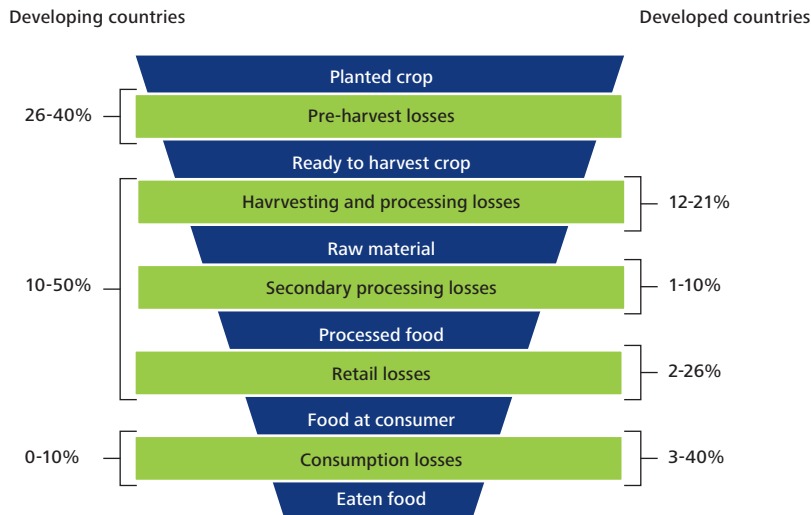 Developing countries
Developed countries
Planted crop
26-40%
Pre-harvest losses
Ready to harvest crop
Havrvesting and processing losses
12-21%
Raw material
10-50%
Secondary processing losses
1-10%
Processed food
Retail losses
2-26%
Food at consumer
0-10%
Consumption losses
3-40%
Eaten food